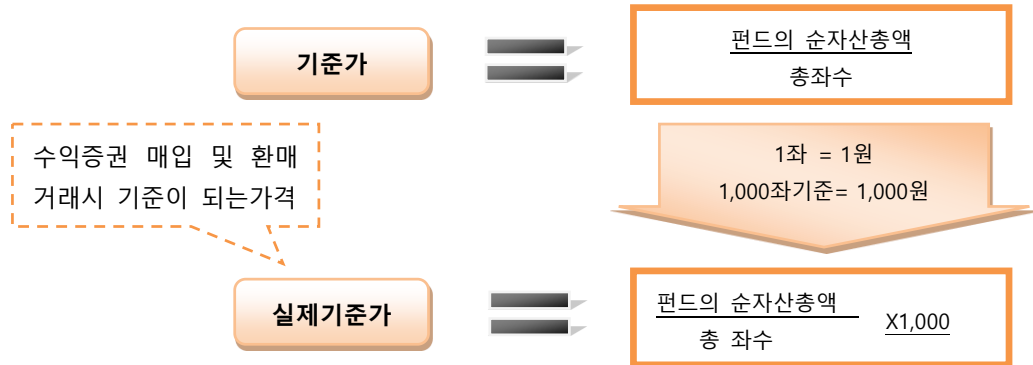 기준가
펀드의 순자산총액
총좌수
수익증권 매입 및 환매
거래시 기준이 되는가격
1좌 = 1원
1,000좌기준= 1,000원
실제기준가
펀드의 순자산총액
총 좌수
X1,000